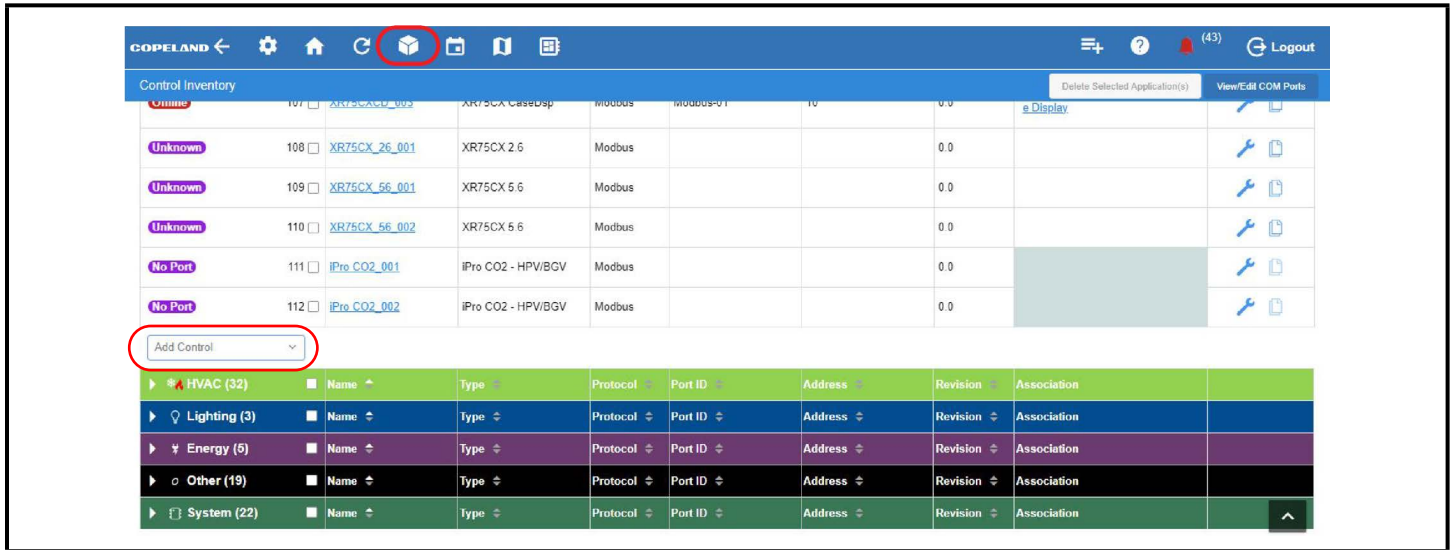 COPELAND (43) Logout
Control Inventory Delete Selected Application(s) View/Edit COM Ports
Offline 107 XR75CXCD_003 XR75CX CaseDsp Modbus Modbus-01 10 0.0 e Display
Unknown 108 XR75CX_26_001 XR75CX 2.6 Modbus 0.0
Unknown 109 XR75CX_56_001 XR75CX 5.6 Modbus 0.0
Unknown 110 XR75CX_56_002 XR75CX 5.6 Modbus 0.0
No Port 111 iPro CO2_001 iPro CO2 - HPV/BGV Modbus 0.0
No Port 112 iPro CO2_002 iPro CO2 - HPV/BGV Modbus 0.0
Add Control
HVAC (32) Name Type Protocol Port ID Address Revision Association
Lighting (3) Name Type Protocol Port ID Address Revision Association
Energy (5) Name Type Protocol Port ID Address Revision Association
Other (19) Name Type Protocol Port ID Address Revision Association
System (22) Name Type Protocol Port ID Address Revision Association